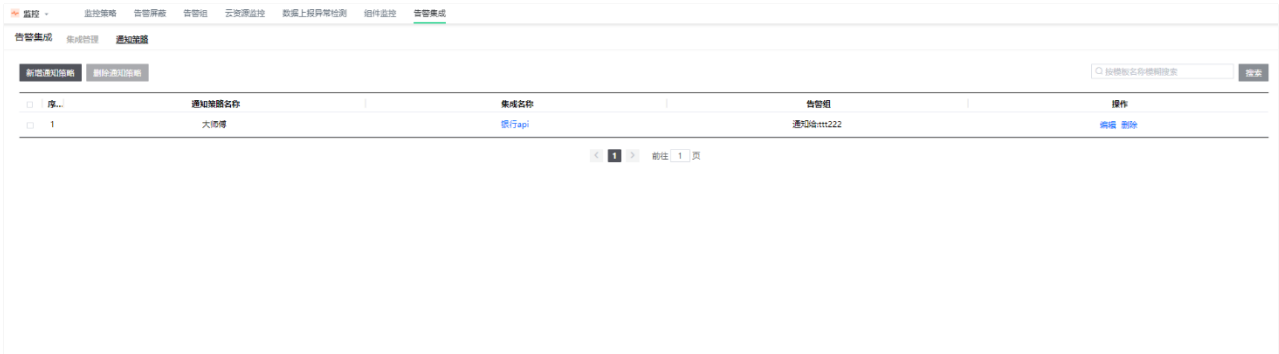 监控 监控策略 告警屏蔽 告警组 云资源监控 数据上报异常检测 组件监控 告警集成
告警集成 集成管理 通知策略
新增通知策略 删除通知策略 按模板名称模糊搜索 搜索
序... 通知策略名称 集成名称 告警组 操作
1 大师傅 银行api 通知给:ttt222 编辑 删除
< 1 > 前往 1 页